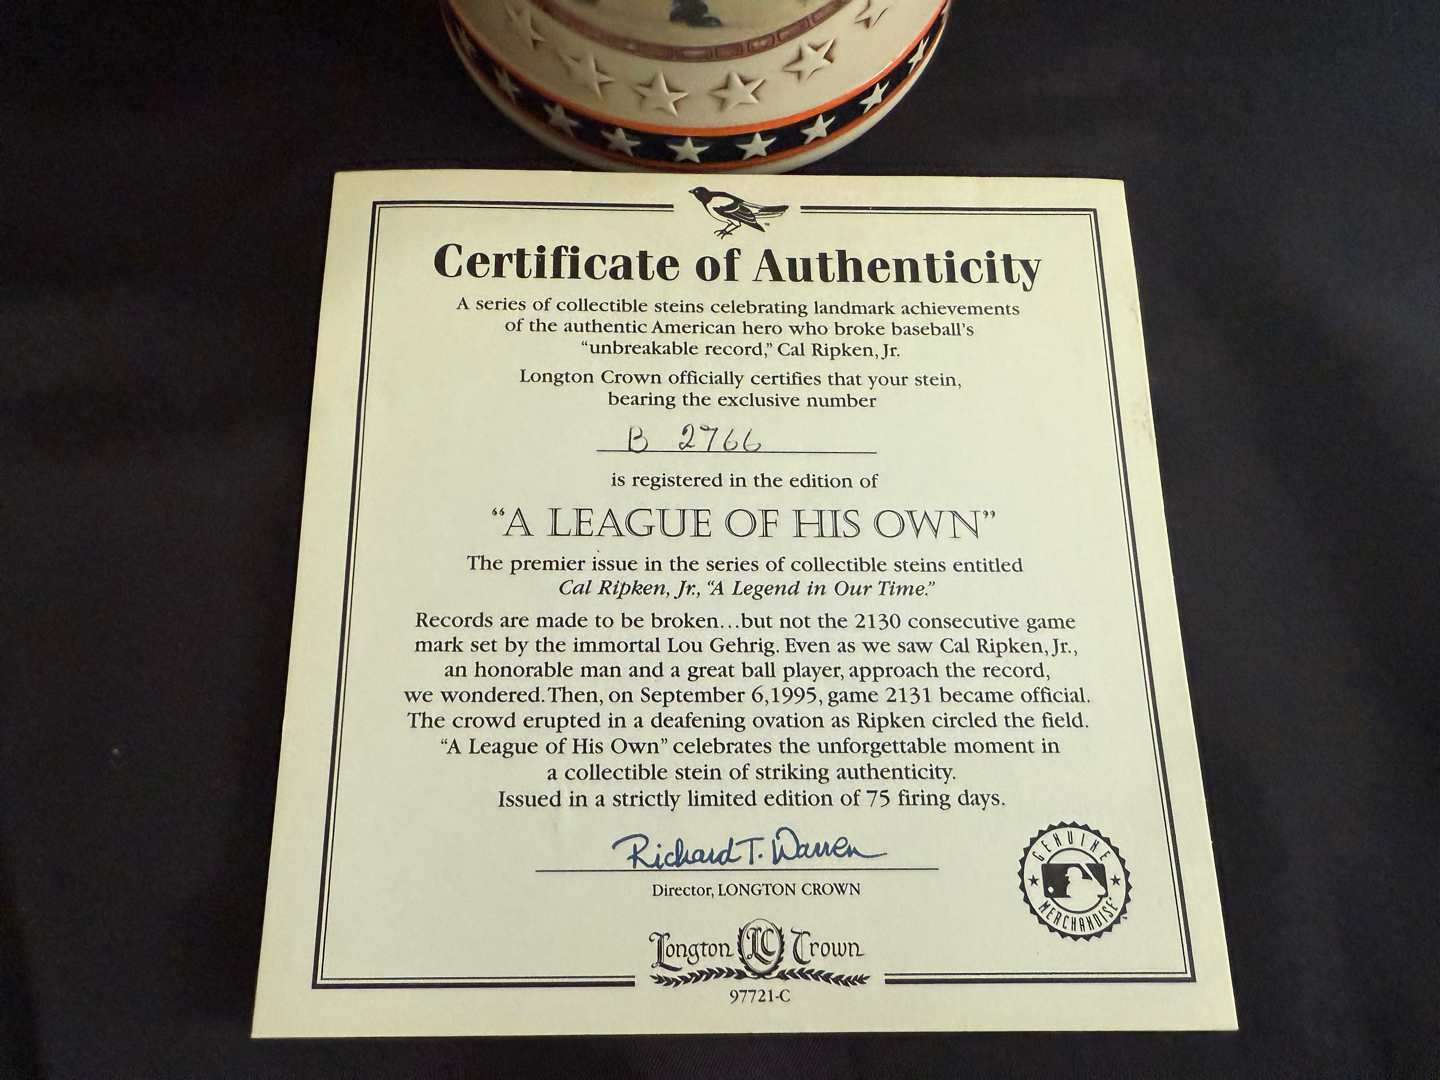 Certificate of Authenticity
A series of collectible steins celebrating landmark achievements
of the authentic American hero who broke baseball's
"unbreakable record," Cal Ripken, Jr.
Longton Crown officially certifies that your stein,
bearing the exclusive number
B 2766
is registered in the edition of
"A LEAGUE OF HIS OWN"
The premier issue in the series of collectible steins entitled
Cal Ripken, Jr., "A Legend in Our Time."
Records are made to be broken...but not the 2130 consecutive game
mark set by the immortal Lou Gehrig. Even as we saw Cal Ripken, Jr.,
an honorable man and a great ball player, approach the record,
we wondered. Then, on September 6, 1995, game 2131 became official.
The crowd erupted in a deafening ovation as Ripken circled the field.
"A League of His Own" celebrates the unforgettable moment in
a collectible stein of striking authenticity.
Issued in a strictly limited edition of 75 firing days.
Richard T. Warren
Director, LONGTON CROWN
GENUINE
MERCHANDISE
Longton LC Crown
97721-C